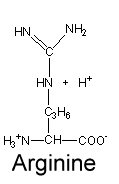 HN NH₂
C
HN + H⁺
C₃H₆
H₃⁺N CH COO⁻
Arginine